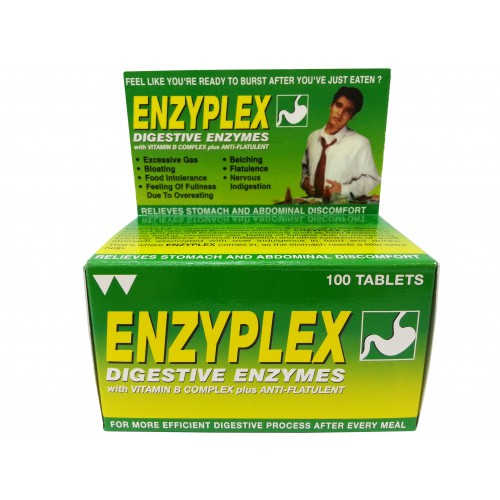 FEEL LIKE YOU'RE READY TO BURST AFTER YOU'VE JUST EATEN ?
ENZYPLEX
DIGESTIVE ENZYMES
with VITAMIN B COMPLEX plus ANTI-FLATULENT
• Excessive Gas
• Bloating
• Food Intolerance
• Feeling Of Fullness
Due To Overeating
• Belching
• Flatulence
• Nervous
Indigestion
RELIEVES STOMACH AND ABDOMINAL DISCOMFORT
ENZYPLEX
RELIEVES STOMACH AND ABDOMINAL DISCOMFORT
100 TABLETS
ENZYPLEX
DIGESTIVE ENZYMES
with VITAMIN B COMPLEX plus ANTI-FLATULENT
FOR MORE EFFICIENT DIGESTIVE PROCESS AFTER EVERY MEAL